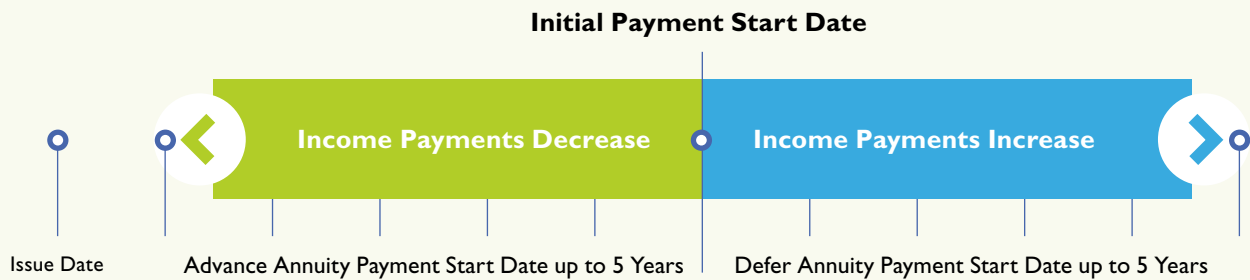 Initial Payment Start Date
Income Payments Decrease
Income Payments Increase
Issue Date
Advance Annuity Payment Start Date up to 5 Years
Defer Annuity Payment Start Date up to 5 Years